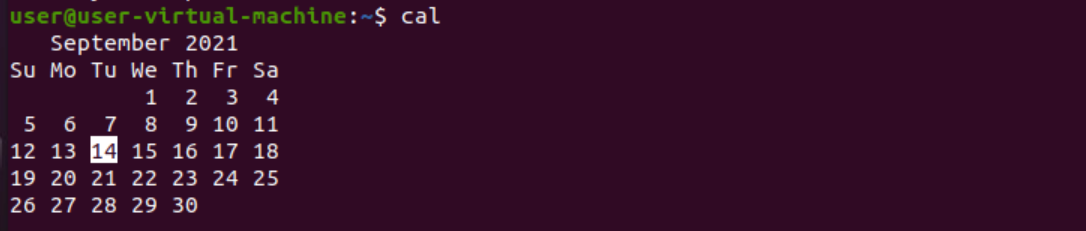 user@user-virtual-machine:~$ cal
   September 2021
Su Mo Tu We Th Fr Sa
          1  2  3  4
 5  6  7  8  9 10 11
12 13 14 15 16 17 18
19 20 21 22 23 24 25
26 27 28 29 30